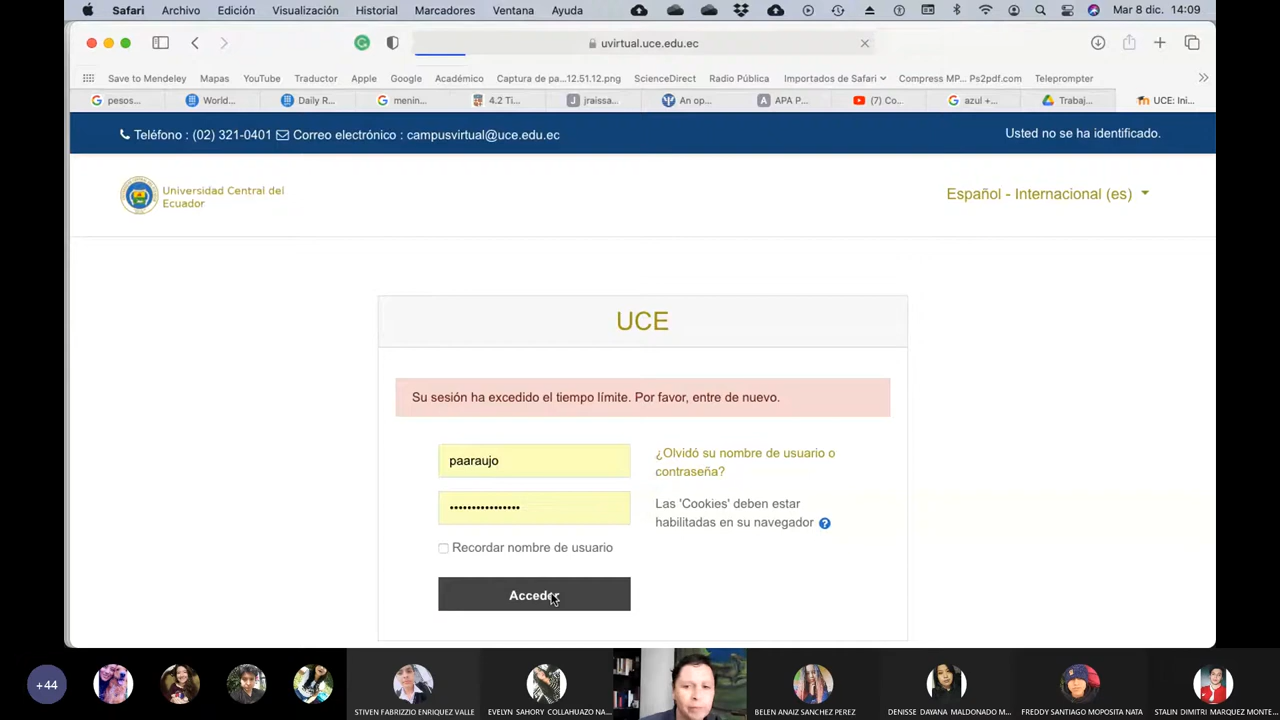 Safari Archivo Edición Visualización Historial Marcadores Ventana Ayuda Mar 8 dic. 14:09
uvirtual.uce.edu.ec
Save to Mendeley Mapas YouTube Traductor Apple Google Académico Captura de pa...12.51.12.png ScienceDirect Radio Pública Importados de Safari Compress MP... Ps2pdf.com Teleprompter
pesos... World... Daily R... menin... 4.2 Ti... jraissa... An op... APA P... (7) Co... azul +... Trabaj... UCE: Ini...
Teléfono : (02) 321-0401 Correo electrónico : campusvirtual@uce.edu.ec
Usted no se ha identificado.
Universidad Central del
Ecuador
Español - Internacional (es)
UCE
Su sesión ha excedido el tiempo límite. Por favor, entre de nuevo.
paaraujo
¿Olvidó su nombre de usuario o
contraseña?
••••••••••••••••
Las 'Cookies' deben estar
habilitadas en su navegador
Recordar nombre de usuario
Acceder
+44
STIVEN FABRIZZIO ENRIQUEZ VALLE EVELYN SAHORY COLLAHUAZO NA... BELEN ANAIZ SANCHEZ PEREZ DENISSE DAYANA MALDONADO M... FREDDY SANTIAGO MOPOSITA NATA STALIN DIMITRI MARQUEZ MONTE...